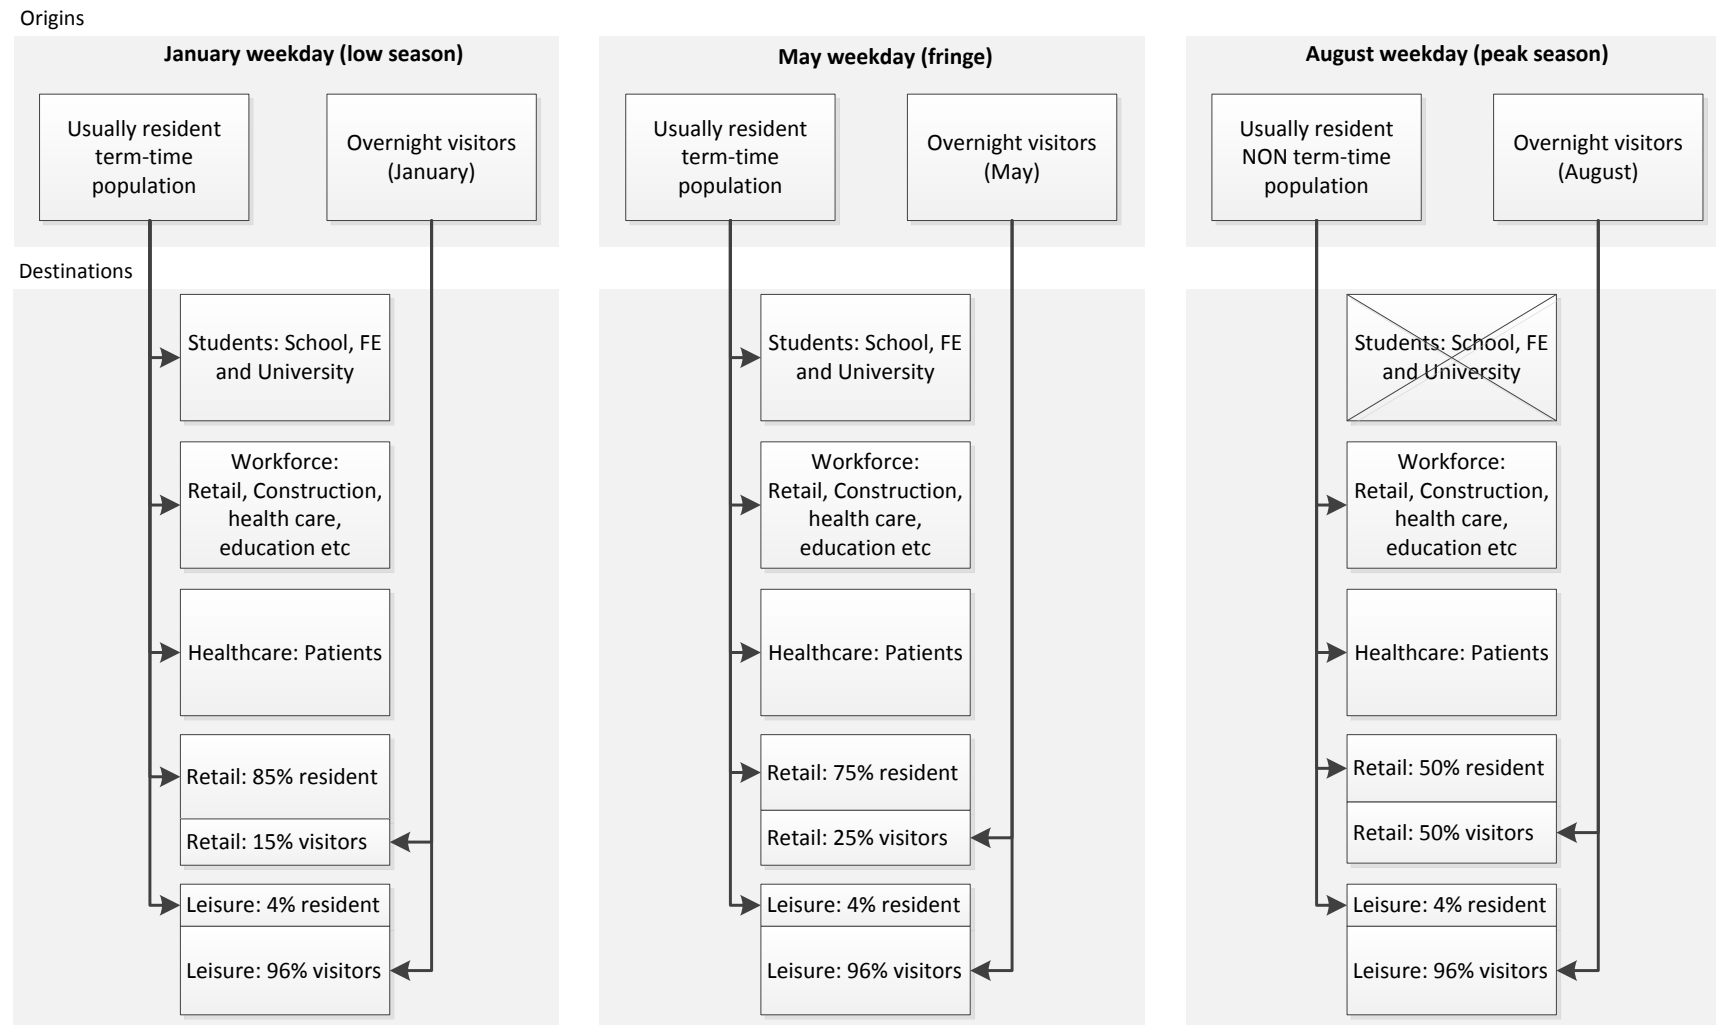 Origins
January weekday (low season)
Usually resident
term-time
population
Overnight visitors
(January)
May weekday (fringe)
Usually resident
term-time
population
Overnight visitors
(May)
August weekday (peak season)
Usually resident
NON term-time
population
Overnight visitors
(August)
Destinations
Students: School, FE
and University
Workforce:
Retail, Construction,
health care,
education etc
Healthcare: Patients
Retail: 85% resident
Retail: 15% visitors
Leisure: 4% resident
Leisure: 96% visitors
Students: School, FE
and University
Workforce:
Retail, Construction,
health care,
education etc
Healthcare: Patients
Retail: 75% resident
Retail: 25% visitors
Leisure: 4% resident
Leisure: 96% visitors
Students: School, FE
and University
Workforce:
Retail, Construction,
health care,
education etc
Healthcare: Patients
Retail: 50% resident
Retail: 50% visitors
Leisure: 4% resident
Leisure: 96% visitors